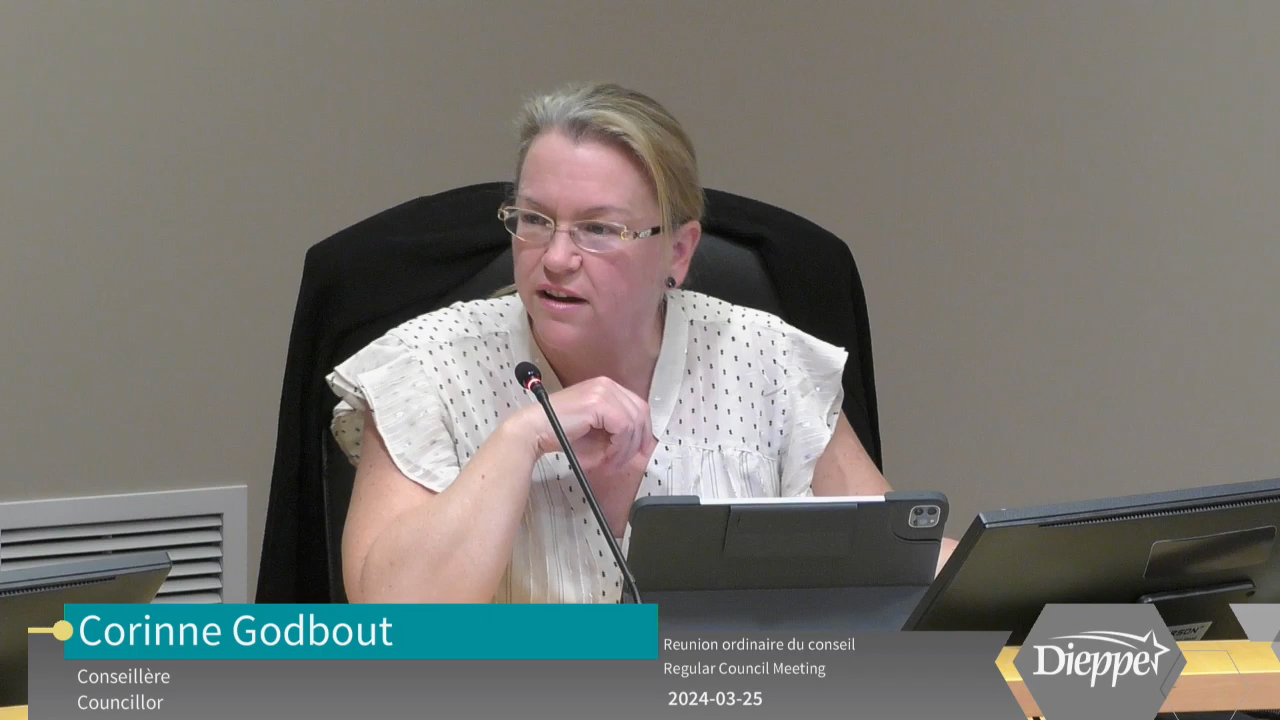 Corinne Godbout
Conseillère
Councillor
Reunion ordinaire du conseil
Regular Council Meeting
2024-03-25
Dieppe